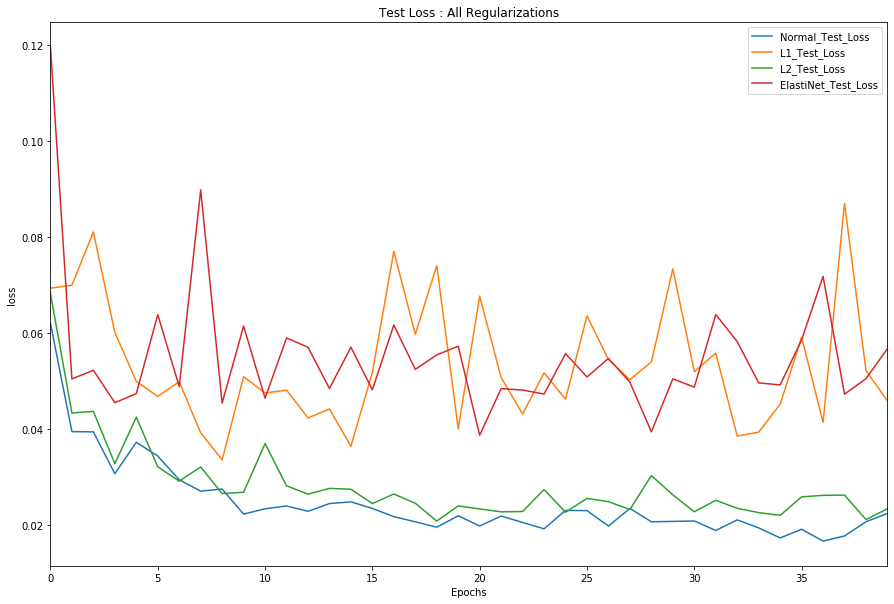 Test Loss : All Regularizations
Normal_Test_Loss
L1_Test_Loss
L2_Test_Loss
ElastiNet_Test_Loss
0.12
0.10
0.08
0.06
0.04
0.02
loss
0 5 10 15 20 25 30 35
Epochs